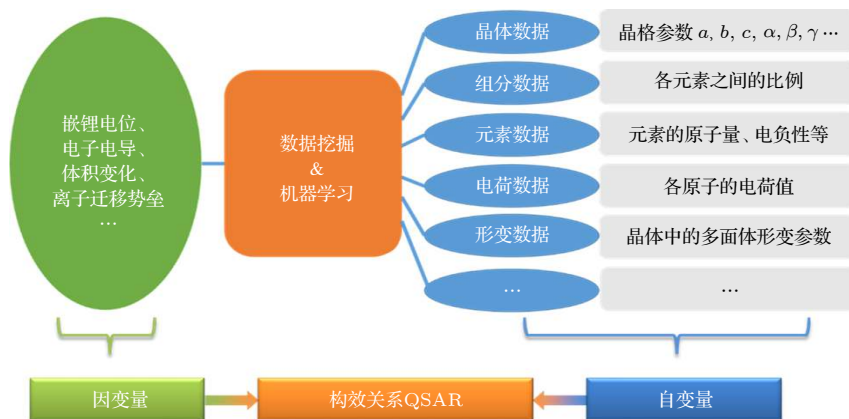 嵌锂电位、
电子电导、
体积变化、
离子迁移势垒
…
数据挖掘
&
机器学习
晶体数据
晶格参数 a, b, c, α, β, γ …
组分数据
各元素之间的比例
元素数据
元素的原子量、电负性等
电荷数据
各原子的电荷值
形变数据
晶体中的多面体形变参数
…
…
因变量
构效关系QSAR
自变量